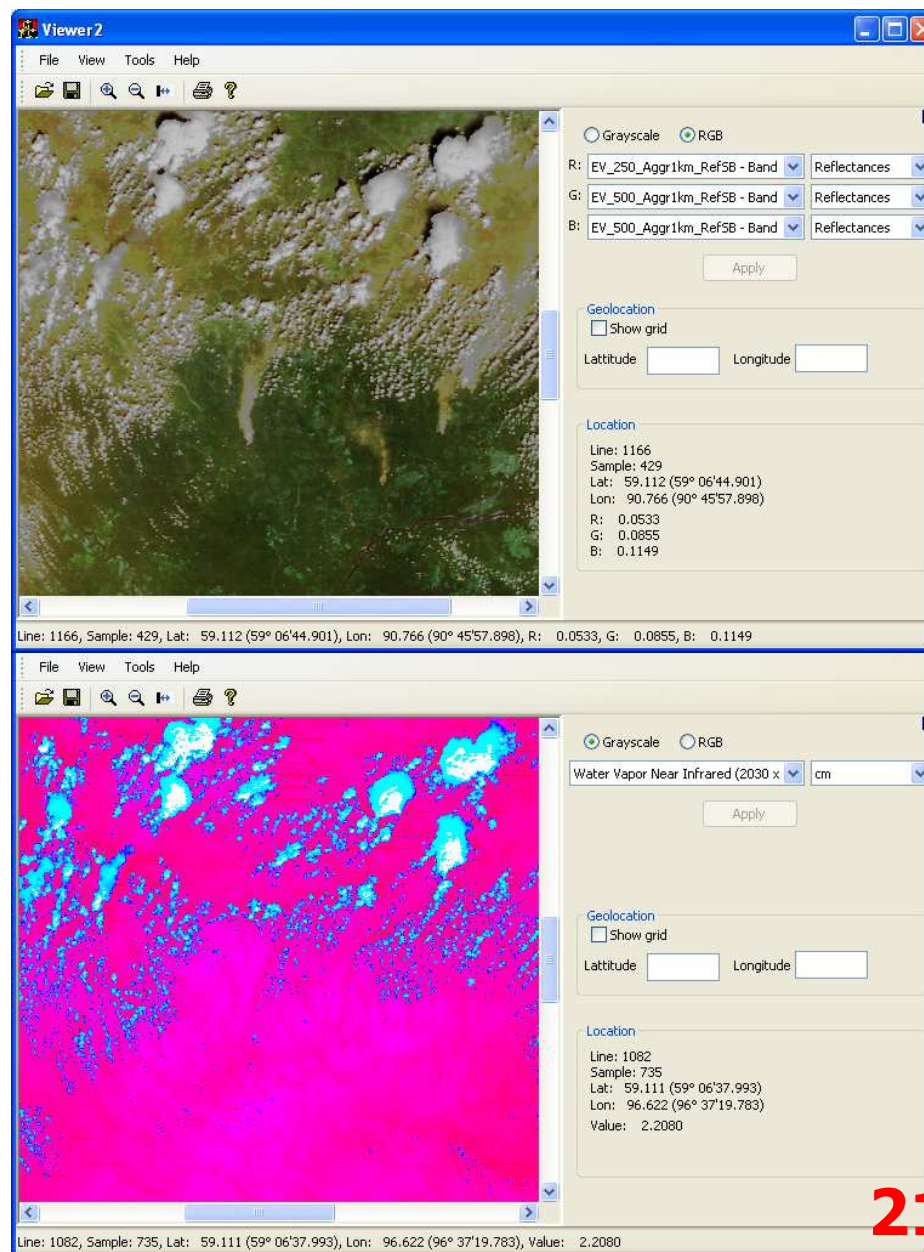 Viewer2
File View Tools Help
Grayscale RGB
R: EV_250_Aggr1km_RefSB - Band Reflectances
G: EV_500_Aggr1km_RefSB - Band Reflectances
B: EV_500_Aggr1km_RefSB - Band Reflectances
Apply
Geolocation
Show grid
Lattitude Longitude
Location
Line: 1166
Sample: 429
Lat: 59.112 (59° 06'44.901)
Lon: 90.766 (90° 45'57.898)
R: 0.0533
G: 0.0855
B: 0.1149
Line: 1166, Sample: 429, Lat: 59.112 (59° 06'44.901), Lon: 90.766 (90° 45'57.898), R: 0.0533, G: 0.0855, B: 0.1149
File View Tools Help
Grayscale RGB
Water Vapor Near Infrared (2030 x cm
Apply
Geolocation
Show grid
Lattitude Longitude
Location
Line: 1082
Sample: 735
Lat: 59.111 (59° 06'37.993)
Lon: 96.622 (96° 37'19.783)
Value: 2.2080
21
Line: 1082, Sample: 735, Lat: 59.111 (59° 06'37.993), Lon: 96.622 (96° 37'19.783), Value: 2.2080